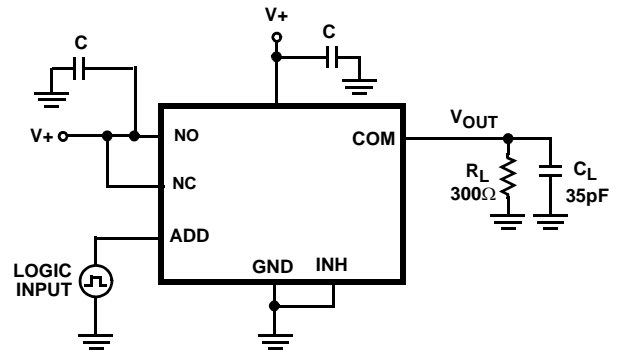 V+
C
C
V+
NO
COM
VOUT
NC
RL
300Ω
CL
35pF
ADD
LOGIC
INPUT
GND
INH